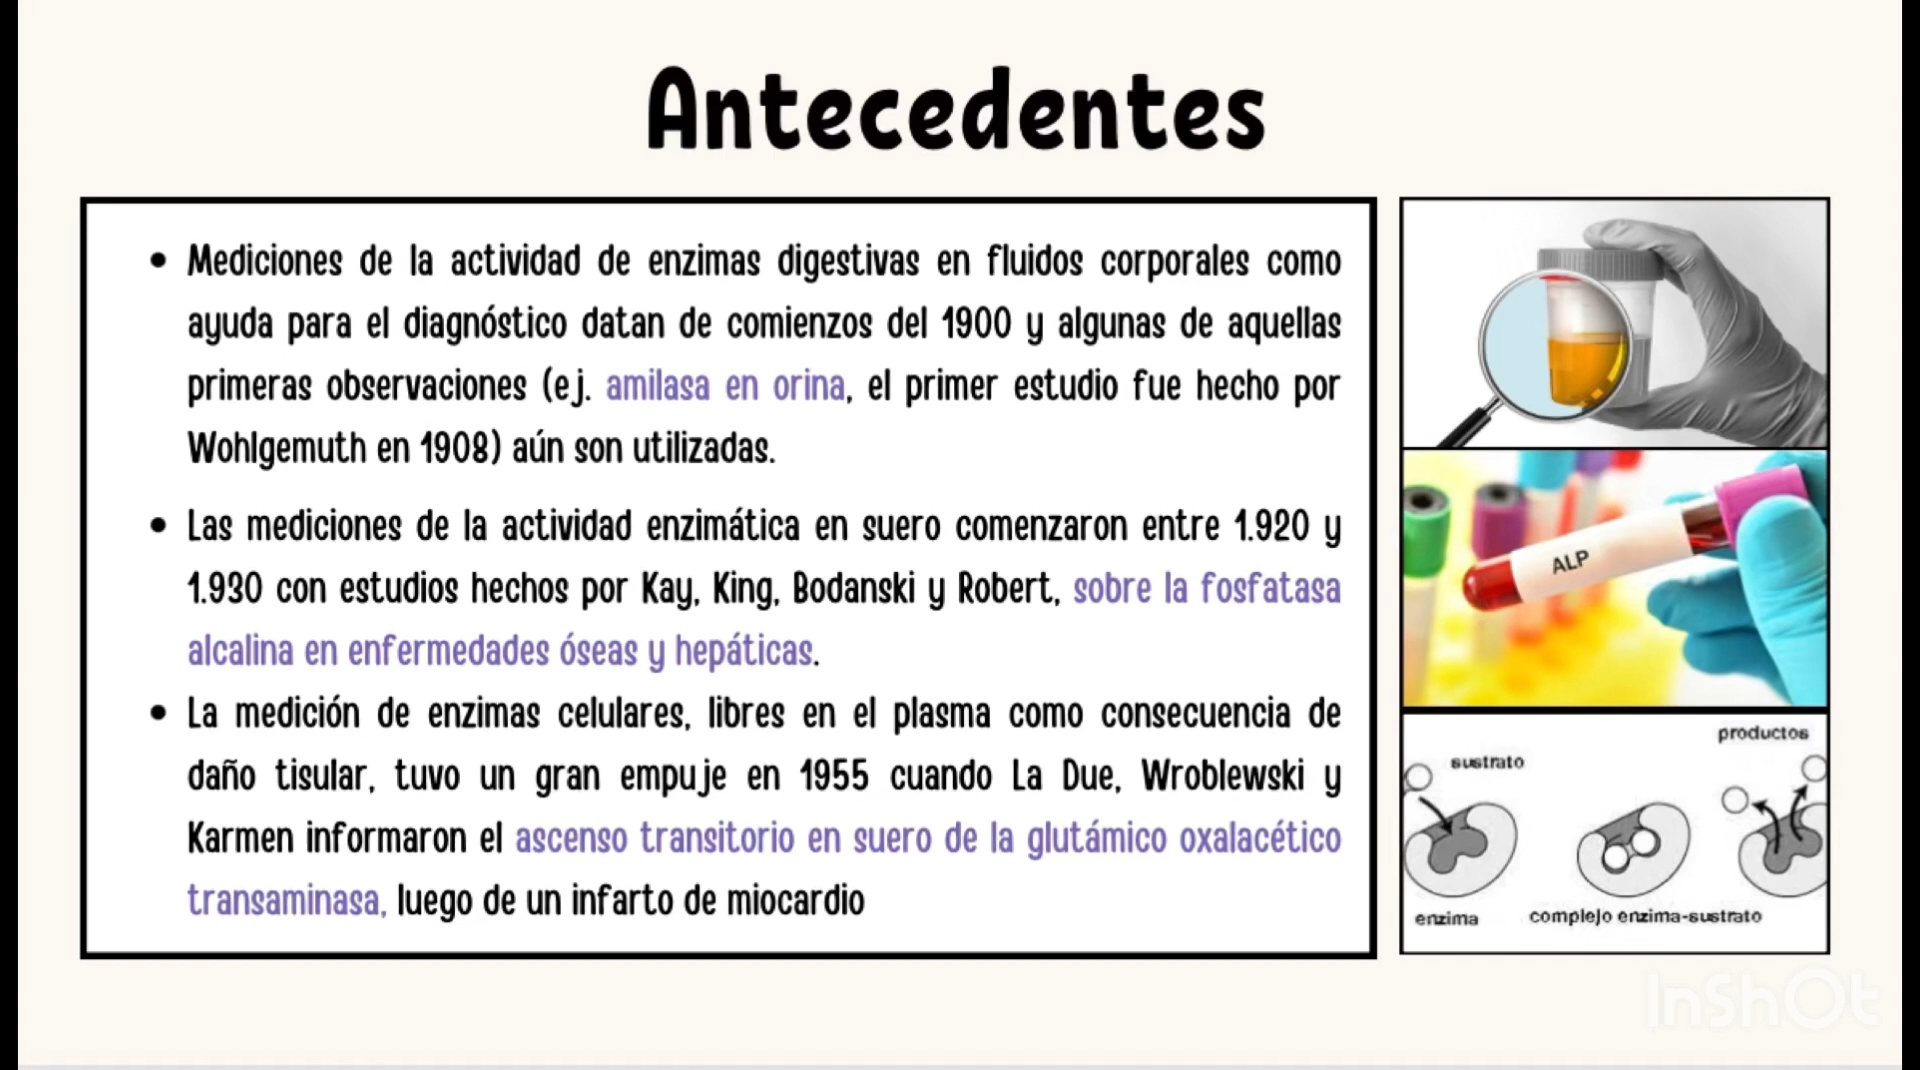 Antecedentes
• Mediciones de la actividad de enzimas digestivas en fluidos corporales como
ayuda para el diagnóstico datan de comienzos del 1900 y algunas de aquellas
primeras observaciones (ej. amilasa en orina, el primer estudio fue hecho por
Wohlgemuth en 1908) aún son utilizadas.
• Las mediciones de la actividad enzimática en suero comenzaron entre 1.920 y
1.930 con estudios hechos por Kay, King, Bodanski y Robert, sobre la fosfatasa
alcalina en enfermedades óseas y hepáticas.
• La medición de enzimas celulares, libres en el plasma como consecuencia de
daño tisular, tuvo un gran empuje en 1955 cuando La Due, Wroblewski y
Karmen informaron el ascenso transitorio en suero de la glutámico oxalacético
transaminasa, luego de un infarto de miocardio
ALP
productos
sustrato
enzima
complejo enzima-sustrato
InShOt